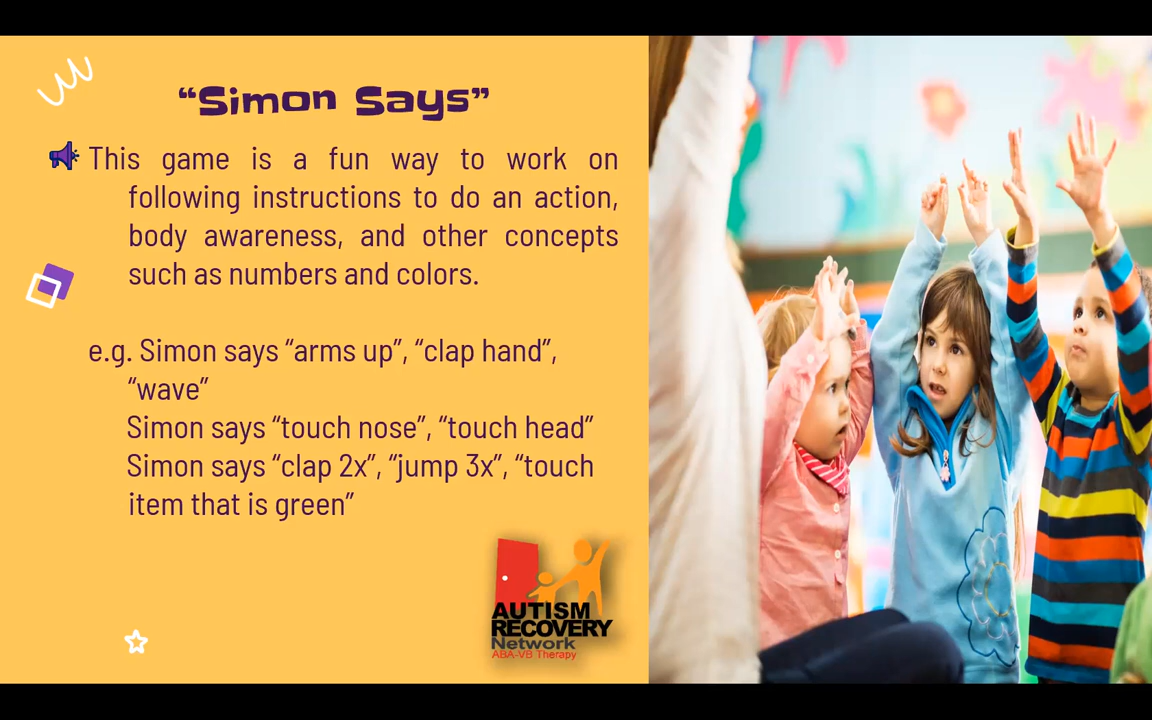 “Simon Says”
This game is a fun way to work on
following instructions to do an action,
body awareness, and other concepts
such as numbers and colors.
e.g. Simon says “arms up”, “clap hand”,
“wave”
Simon says “touch nose”, “touch head”
Simon says “clap 2x”, “jump 3x”, “touch
item that is green”
AUTISM
RECOVERY
Network
ABA-VB Therapy